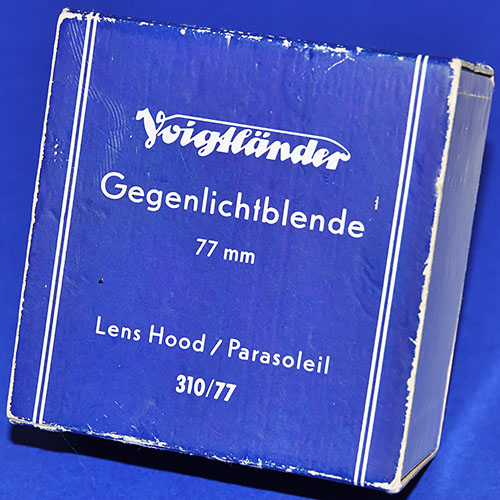 Voigtländer
Gegenlichtblende
77 mm
Lens Hood / Parasoleil
310/77